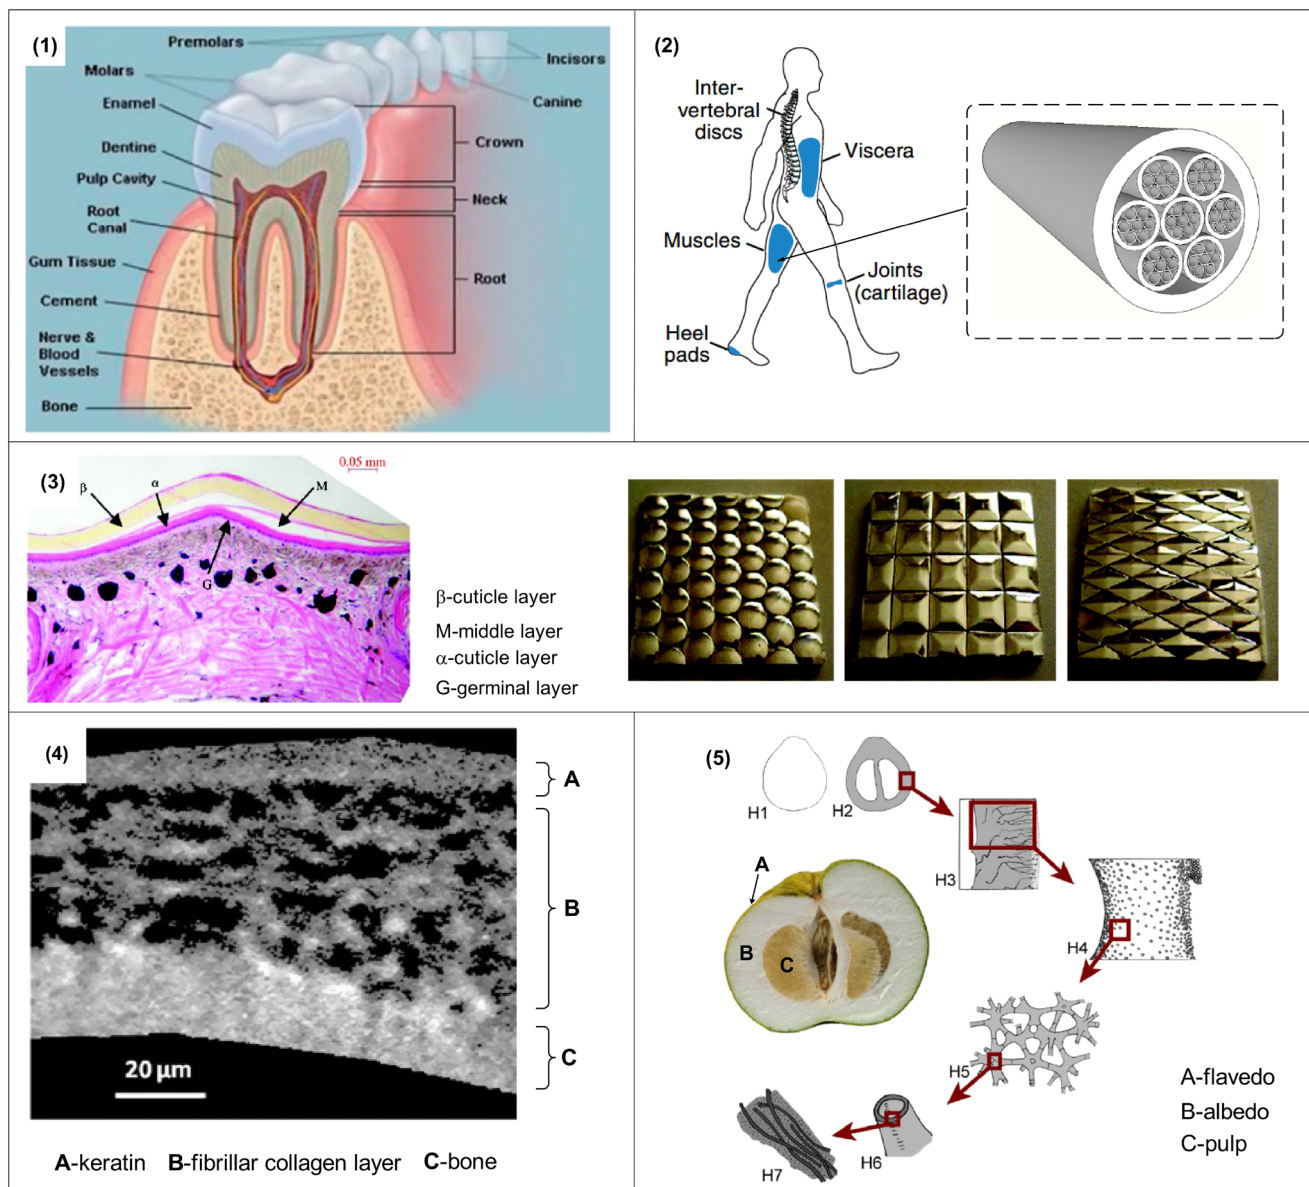 (1)
Premolars
Incisors
Molars
Canine
Enamel
Crown
Dentine
Pulp Cavity
Neck
Root
Canal
Gum Tissue
Root
Cement
Nerve &
Blood
Vessels
Bone
(2)
Inter-
vertebral
discs
Viscera
Muscles
Joints
(cartilage)
Heel
pads
(3)
0.05 mm
β
α
M
G
β-cuticle layer
M-middle layer
α-cuticle layer
G-germinal layer
(4)
A
B
C
20 µm
A-keratin B-fibrillar collagen layer C-bone
(5)
H1
H2
H3
A
B
C
H4
H5
H6
H7
A-flavedo
B-albedo
C-pulp